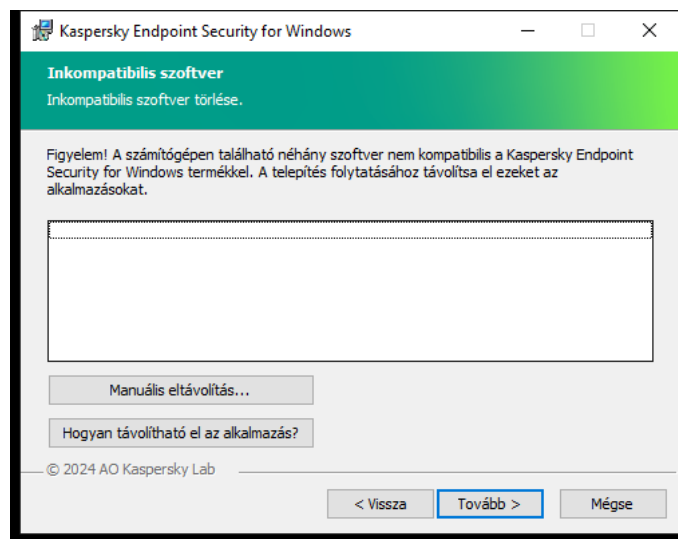 Kaspersky Endpoint Security for Windows
Inkompatibilis szoftver
Inkompatibilis szoftver törlése.
Figyelem! A számítógépen található néhány szoftver nem kompatibilis a Kaspersky Endpoint
Security for Windows termékkel. A telepítés folytatásához távolítsa el ezeket az
alkalmazásokat.
Manuális eltávolítás...
Hogyan távolítható el az alkalmazás?
© 2024 AO Kaspersky Lab
< Vissza
Tovább >
Mégse